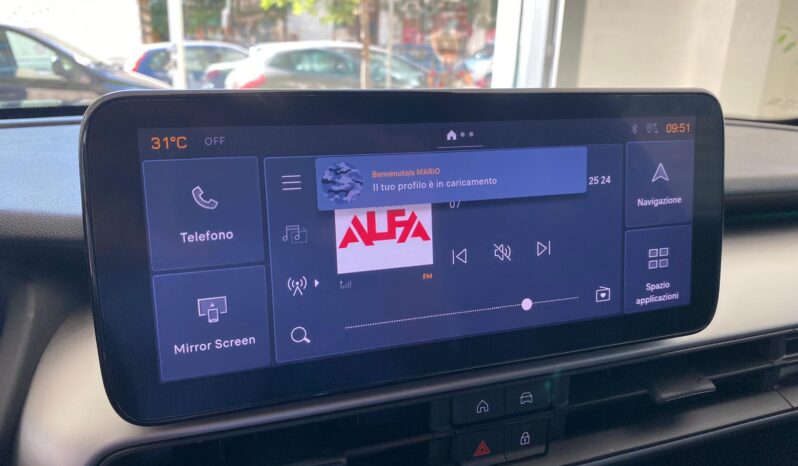 31°C OFF
09:51
Benvenuto/a MARIO
Il tuo profilo è in caricamento
25 24
07
Telefono
ALFA
FM
Mirror Screen
Navigazione
Spazio
applicazioni